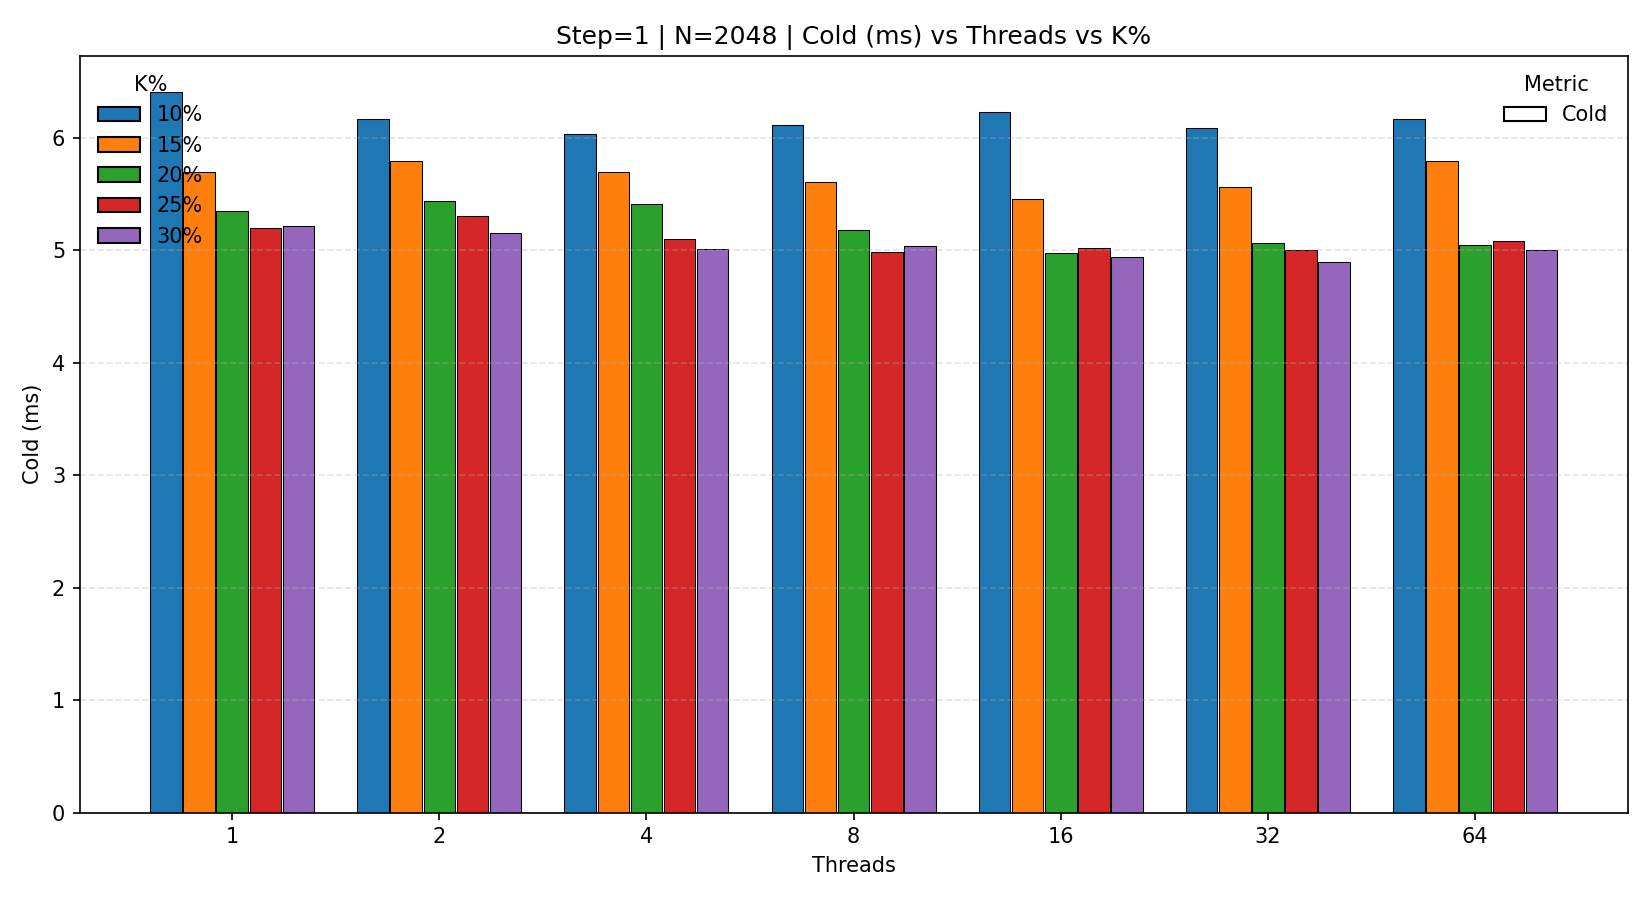 Step=1 | N=2048 | Cold (ms) vs Threads vs K%
K%
10%
15%
20%
25%
30%
Metric
Cold
Cold (ms)
6
5
4
3
2
1
0
1 2 4 8 16 32 64
Threads